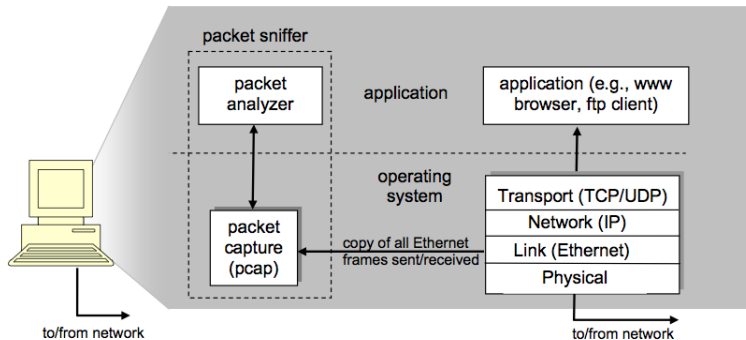 packet sniffer
packet
analyzer
application
application (e.g., www
browser, ftp client)
operating
system
packet
capture
(pcap)
copy of all Ethernet
frames sent/received
Transport (TCP/UDP)
Network (IP)
Link (Ethernet)
Physical
to/from network
to/from network